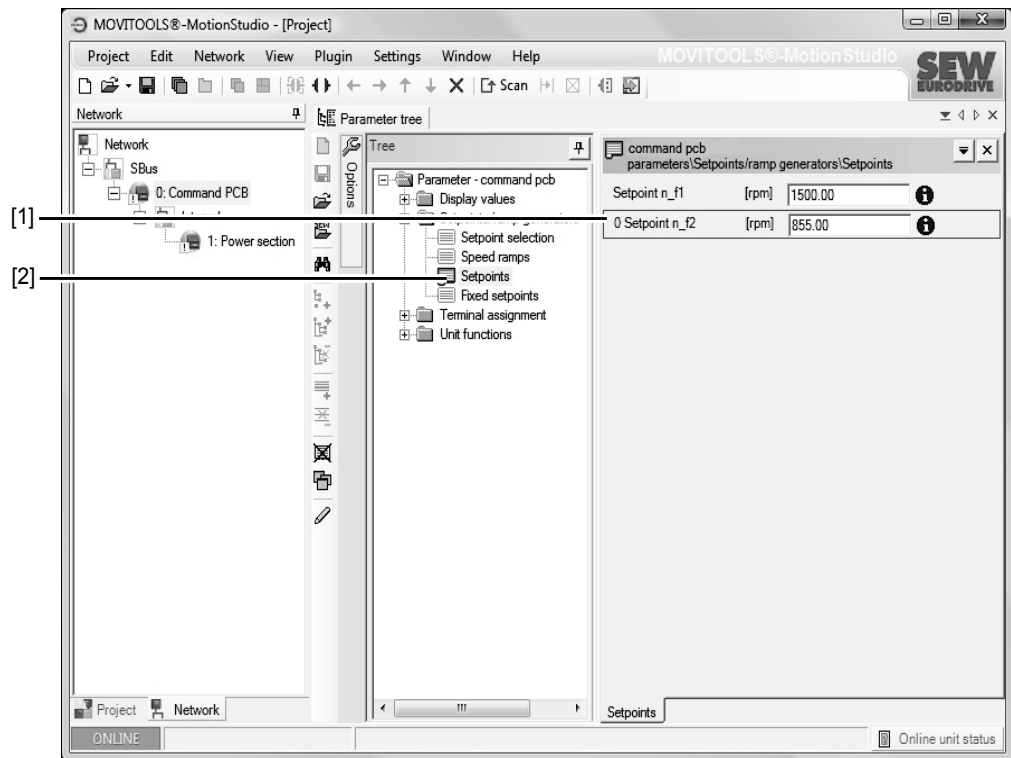 MOVITOOLS®-MotionStudio - [Project]
Project Edit Network View Plugin Settings Window Help
MOVITOOLS®-MotionStudio
SEW
EURODRIVE
Scan
Network
Parameter tree
Network
SBus
0: Command PCB
1: Power section
Options
Tree
Parameter - command pcb
Display values
Setpoint selection
Speed ramps
Setpoints
Fixed setpoints
Terminal assignment
Unit functions
command pcb
parameters\Setpoints/ramp generators\Setpoints
Setpoint n_f1 [rpm] 1500.00
0 Setpoint n_f2 [rpm] 855.00
[1]
[2]
Project Network
Setpoints
ONLINE
Online unit status